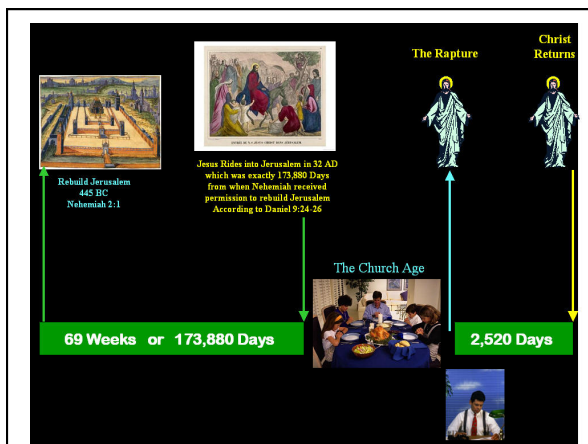 The Rapture
Christ
Returns
Rebuild Jerusalem
445 BC
Nehemiah 2:1
Jesus Rides into Jerusalem in 32 AD
which was exactly 173,880 Days
from when Nehemiah received
permission to rebuild Jerusalem
According to Daniel 9:24-26
The Church Age
69 Weeks or 173,880 Days
2,520 Days